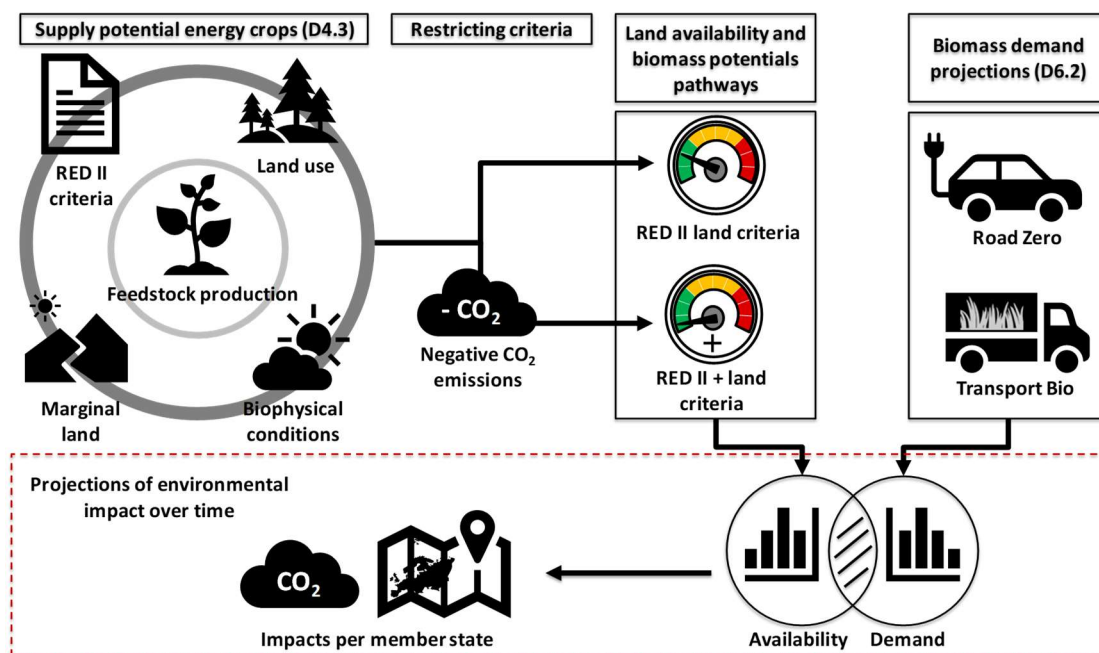 Supply potential energy crops (D4.3)
Restricting criteria
Land availability and
biomass potentials
pathways
Biomass demand
projections (D6.2)
RED II
criteria
Land use
Feedstock production
Marginal
land
Biophysical
conditions
- CO₂
Negative CO₂
emissions
RED II land criteria
+
RED II + land
criteria
Road Zero
Transport Bio
Projections of environmental
impact over time
CO₂
Impacts per member state
Availability
Demand